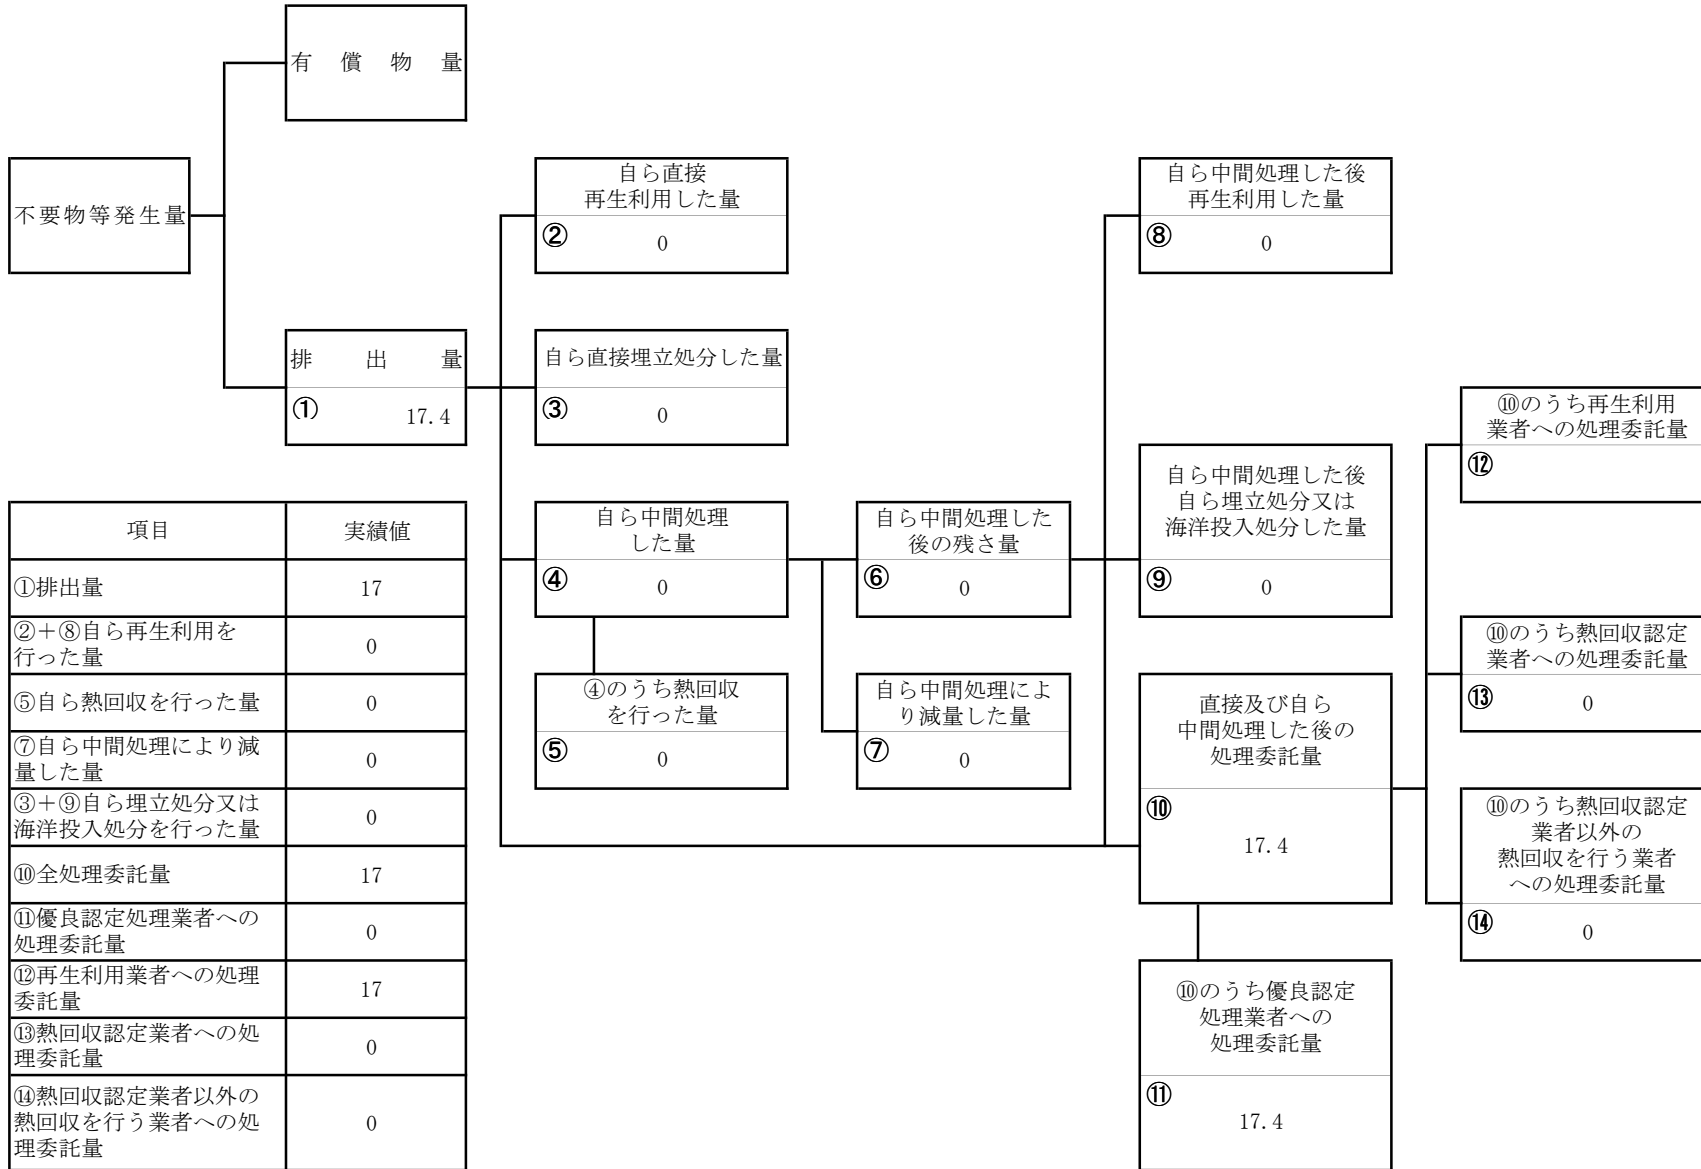 有償物量
不要物等発生量
排出量
①
17.4
自ら直接
再生利用した量
②
0
自ら直接埋立処分した量
③
0
自ら中間処理
した量
④
0
④のうち熱回収
を行った量
⑤
0
自ら中間処理した
後の残さ量
⑥
0
自ら中間処理によ
り減量した量
⑦
0
自ら中間処理した後
再生利用した量
⑧
0
自ら中間処理した後
自ら埋立処分又は
海洋投入処分した量
⑨
0
直接及び自ら
中間処理した後の
処理委託量
⑩
17.4
⑩のうち優良認定
処理業者への
処理委託量
⑪
17.4
⑩のうち再生利用
業者への処理委託量
⑫
⑩のうち熱回収認定
業者への処理委託量
⑬
0
⑩のうち熱回収認定
業者以外の
熱回収を行う業者
への処理委託量
⑭
0
項目 実績値
①排出量 17
②＋⑧自ら再生利用を
行った量
0
⑤自ら熱回収を行った量 0
⑦自ら中間処理により減
量した量
0
③＋⑨自ら埋立処分又は
海洋投入処分を行った量
0
⑩全処理委託量 17
⑪優良認定処理業者への
処理委託量
0
⑫再生利用業者への処理
委託量
17
⑬熱回収認定業者への処
理委託量
0
⑭熱回収認定業者以外の
熱回収を行う業者への処
理委託量
0